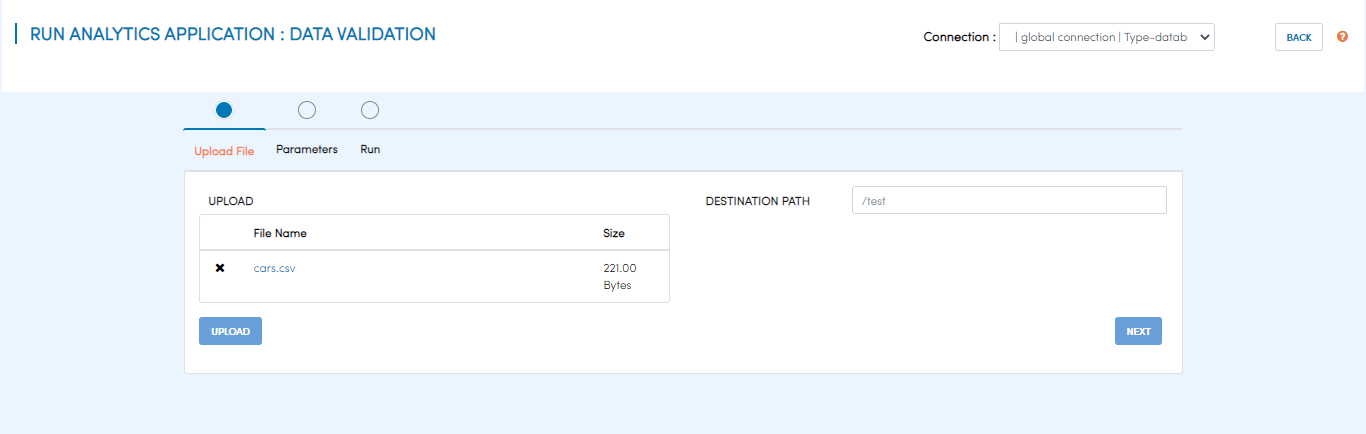 RUN ANALYTICS APPLICATION : DATA VALIDATION
Connection : | global connection | Type-datab
BACK
?
Upload File Parameters Run
UPLOAD
DESTINATION PATH /test
File Name Size
cars.csv 221.00
Bytes
UPLOAD
NEXT